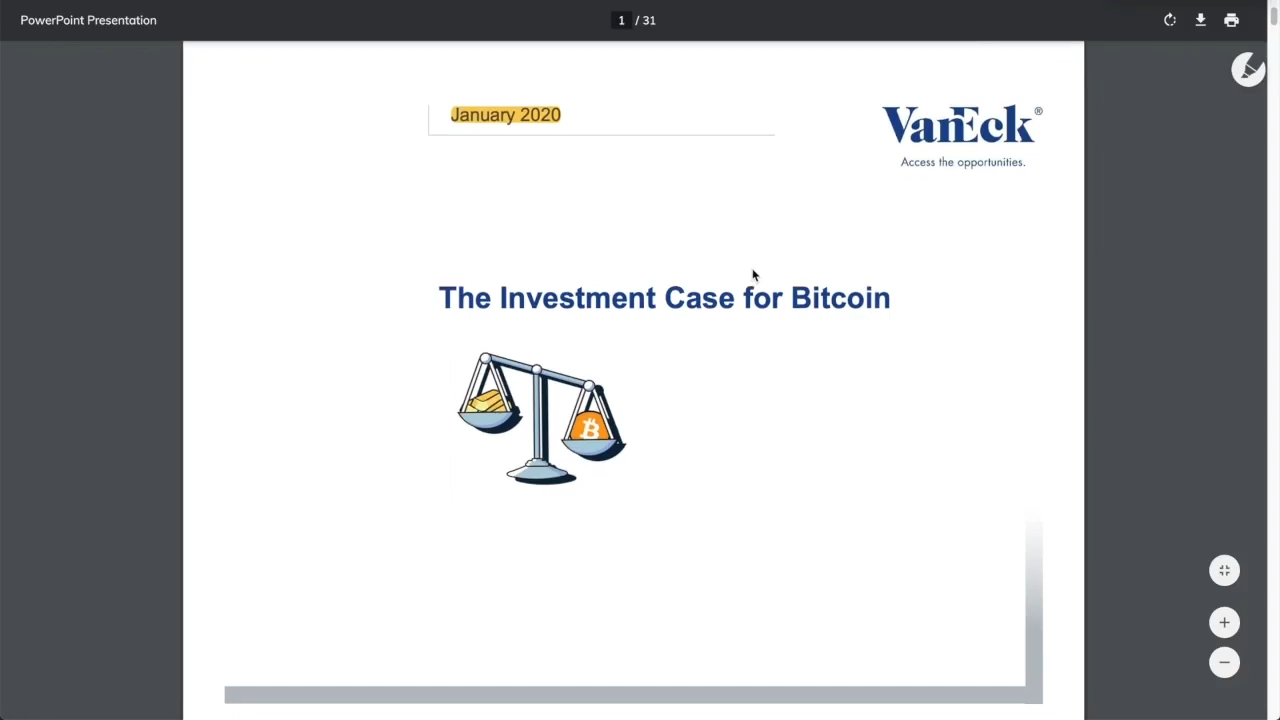 PowerPoint Presentation
1 / 31
January 2020
VanEck®
Access the opportunities.
The Investment Case for Bitcoin